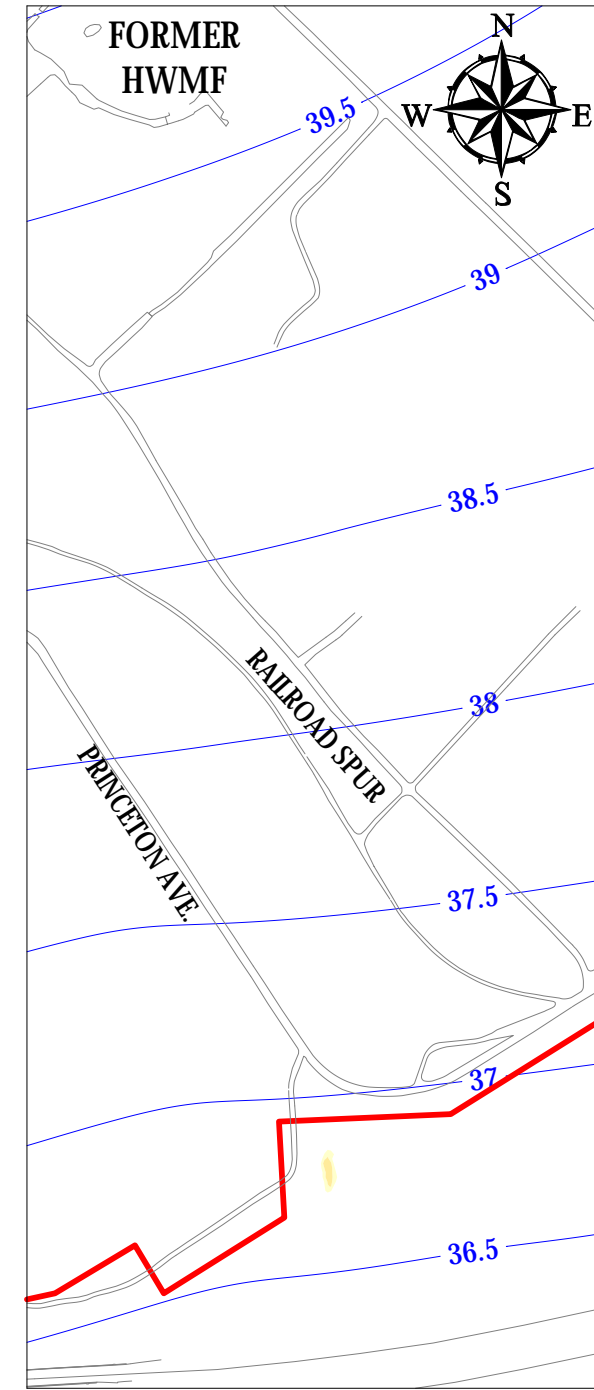 FORMER
HWMF
N
W
E
S
39.5
39
38.5
38
RAILROAD SPUR
PRINCETON AVE.
37.5
37
36.5